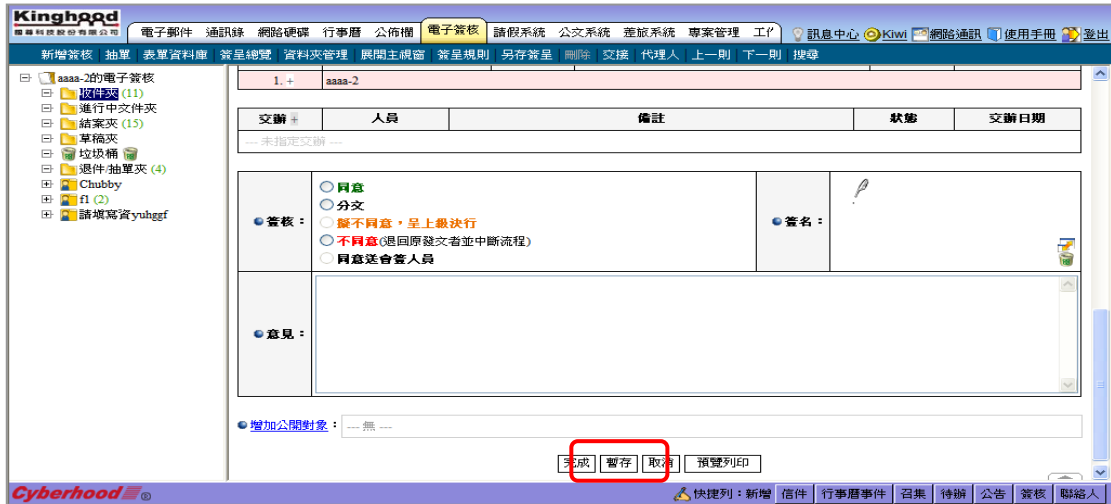 Kinghood
電子郵件 通訊錄 網路硬碟 行事曆 公佈欄 電子簽核 請假系統 公文系統 差旅系統 專案管理 訊息中心 Kiwi 網路通訊 使用手冊 登出
新增簽核 抽單 表單資料庫 簽呈總覽 資料夾管理 展開主視窗 簽呈規則 另存簽呈 刪除 交接 代理人 上一則 下一則 搜尋
aaaa-2的電子簽核
收件夾 (11)
進行中文件夾
結案夾 (15)
草稿夾
垃圾桶
退件/抽單夾 (4)
Chubby
f1 (2)
請填寫資yuhggf
1. + aaaa-2
交辦 + 人員 備註 狀態 交辦日期
--- 未指定交辦 ---
簽核：
同意
分文
擬不同意，呈上級決行
不同意(退回原發文者並中斷流程)
同意送會簽人員
簽名：
意見：
增加公開對象： --- 無 ---
完成 暫存 取消 預覽列印
Cyberhood
快捷列：新增 信件 行事曆事件 召集 待辦 公告 簽核 聯絡人